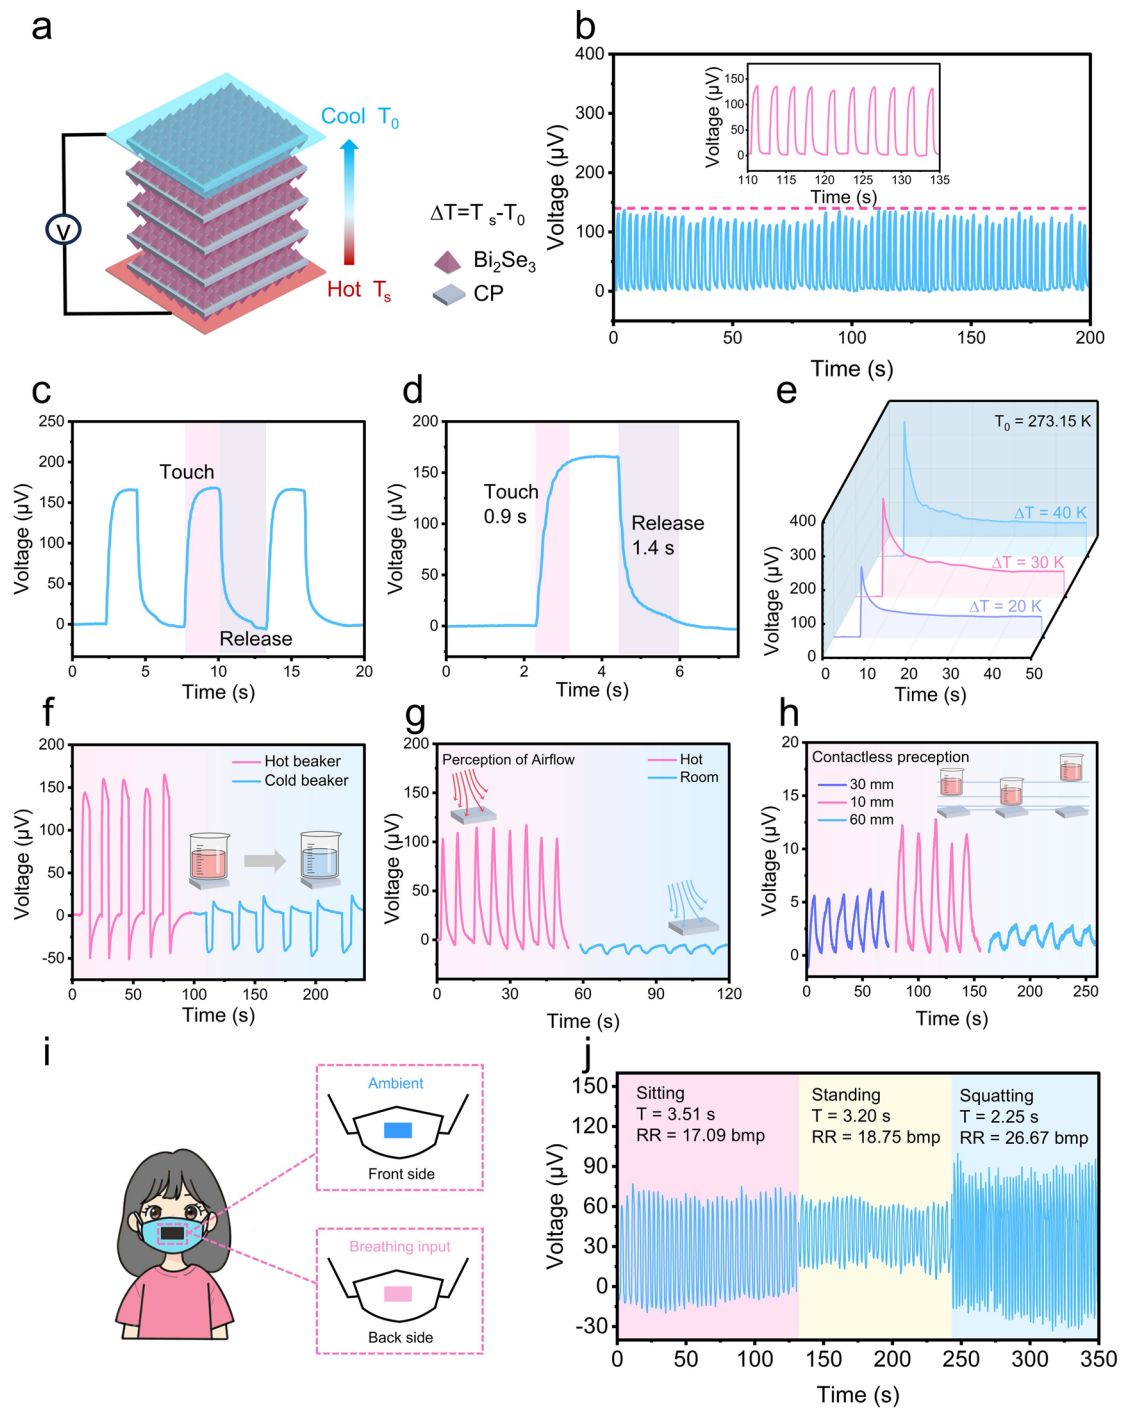 a
Cool T0
V
ΔT=T s-T0
Bi2Se3
CP
Hot Ts
b
Voltage (μV)
400
300
200
100
0
0 50 100 150 200
Time (s)
Voltage (μV)
150
100
50
0
110 115 120 125 130 135
Time (s)
c
Voltage (μV)
250
200
150
100
50
0
Touch
Release
0 5 10 15 20
Time (s)
d
Voltage (μV)
200
150
100
50
0
Touch
0.9 s
Release
1.4 s
0 2 4 6
Time (s)
e
T0 = 273.15 K
ΔT = 40 K
ΔT = 30 K
ΔT = 20 K
Voltage (μV)
400
300
200
100
0
0 10 20 30 40 50
Time (s)
f
Voltage (μV)
200
150
100
50
0
-50
Hot beaker
Cold beaker
0 50 100 150 200
Time (s)
g
Voltage (μV)
200
150
100
50
0
Perception of Airflow
Hot
Room
0 30 60 90 120
Time (s)
h
Voltage (μV)
20
15
10
5
0
Contactless preception
30 mm
10 mm
60 mm
0 50 100 150 200 250
Time (s)
i
Ambient
Front side
Breathing input
Back side
j
Voltage (μV)
150
120
90
60
30
0
-30
Sitting
T = 3.51 s
RR = 17.09 bmp
Standing
T = 3.20 s
RR = 18.75 bmp
Squatting
T = 2.25 s
RR = 26.67 bmp
0 50 100 150 200 250 300 350
Time (s)